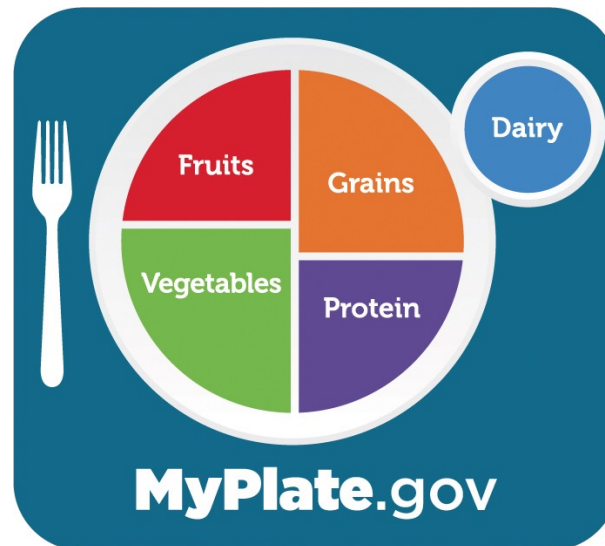 Dairy
Fruits
Grains
Vegetables
Protein
MyPlate.gov